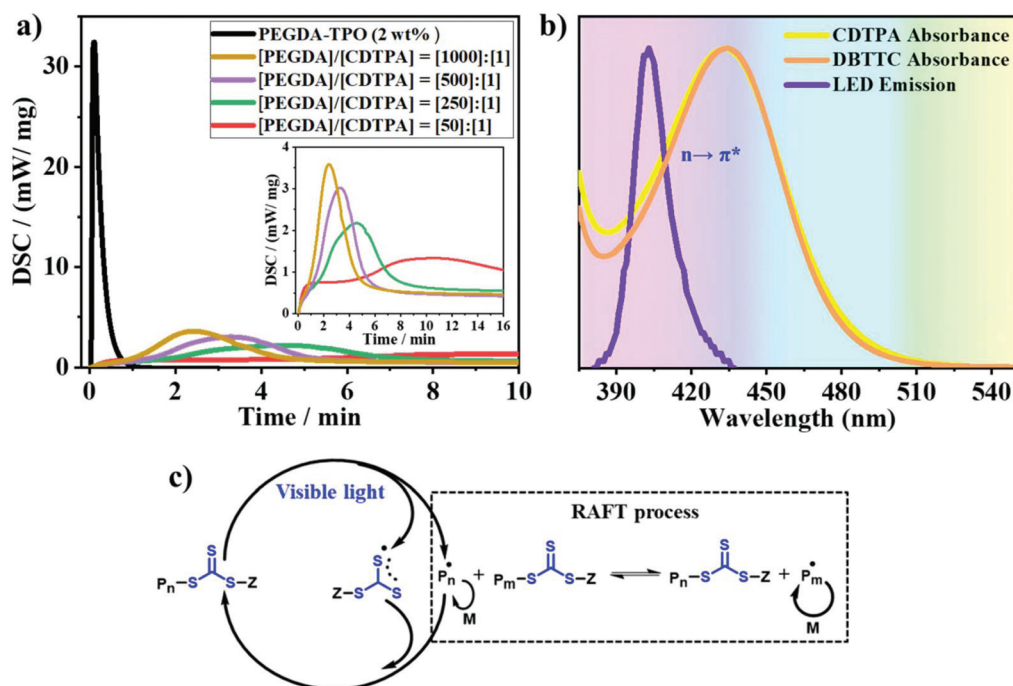 a)
PEGDA-TPO (2 wt% )
[PEGDA]/[CDTPA] = [1000]:[1]
[PEGDA]/[CDTPA] = [500]:[1]
[PEGDA]/[CDTPA] = [250]:[1]
[PEGDA]/[CDTPA] = [50]:[1]
DSC / (mW/ mg)
30
20
10
0
0 2 4 6 8 10
Time / min
DSC / (mW/ mg)
4
3
2
1
0
0 2 4 6 8 10 12 14 16
Time / min
b)
CDTPA Absorbance
DBTTC Absorbance
LED Emission
n→ π*
390 420 450 480 510 540
Wavelength (nm)
c)
Visible light
RAFT process
S
Pn–S S–Z
S•
Z–S S
P•n + Pm–S S–Z ⇌ Pn–S S–Z + P•m
S S
M M